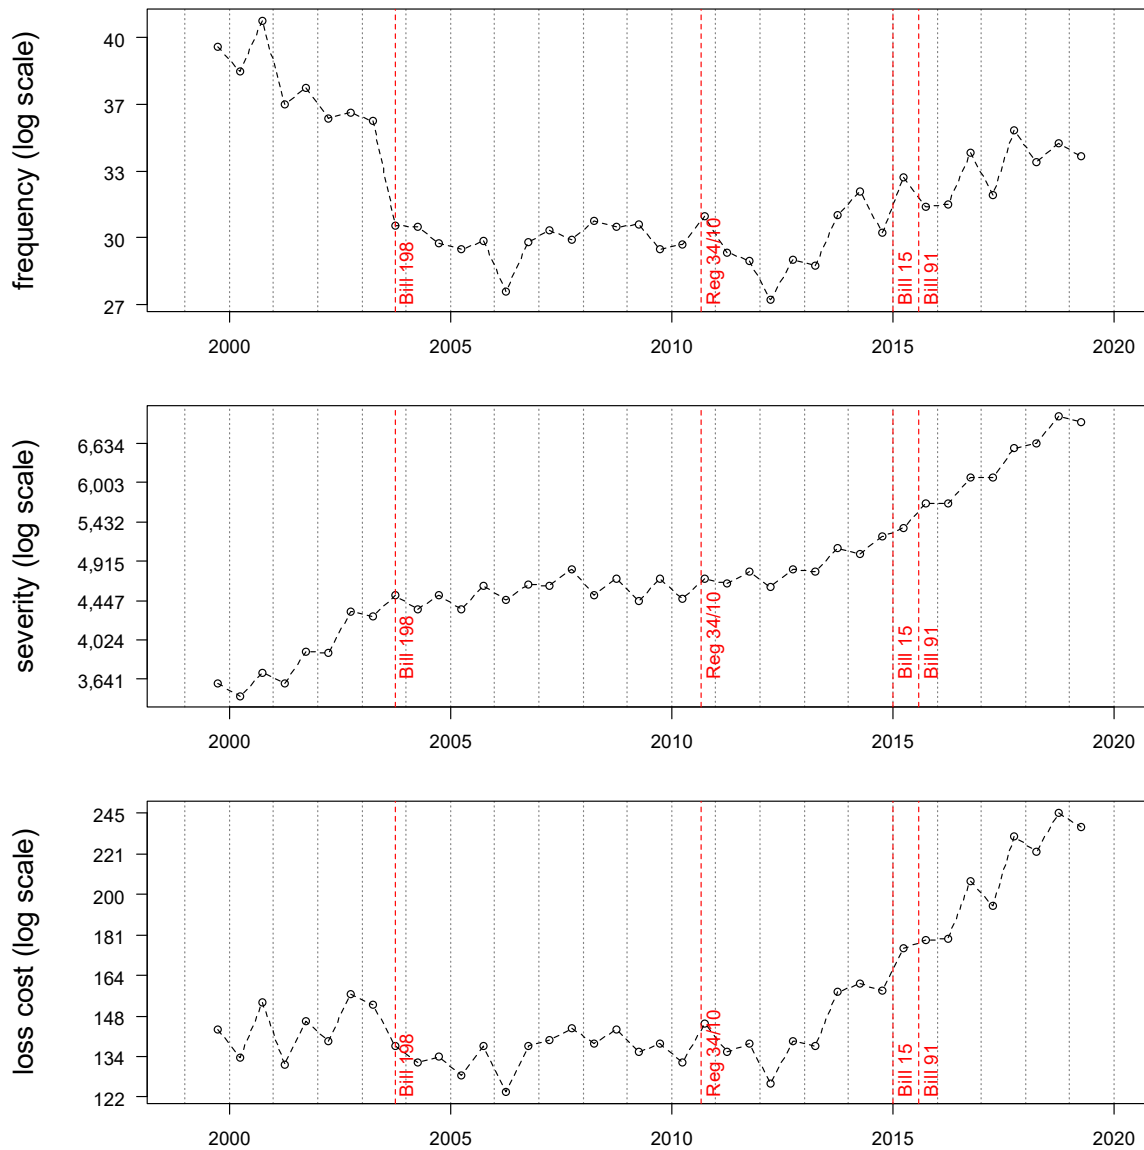 frequency (log scale)
40
37
33
30
27
Bill 198
Reg 34/10
Bill 15
Bill 91
2000
2005
2010
2015
2020
severity (log scale)
6,634
6,003
5,432
4,915
4,447
4,024
3,641
Bill 198
Reg 34/10
Bill 15
Bill 91
2000
2005
2010
2015
2020
loss cost (log scale)
245
221
200
181
164
148
134
122
Bill 198
Reg 34/10
Bill 15
Bill 91
2000
2005
2010
2015
2020